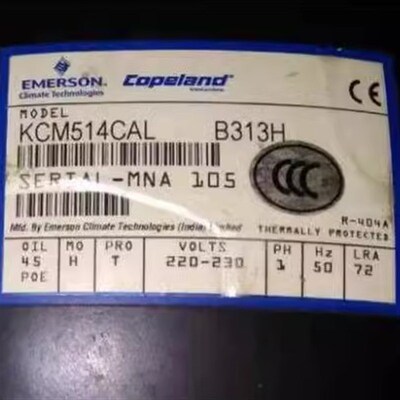 EMERSON
Climate Technologies
Copeland
CE
MODEL
KCM514CAL B313H
SERIAL-MNA 105
CCC
R-404A
Mfd. By Emerson Climate Technologies (India) Limited THERMALLY PROTECTED
OIL MO PRO VOLTS PH Hz LRA
45 H T 220-230 1 50 72
POE